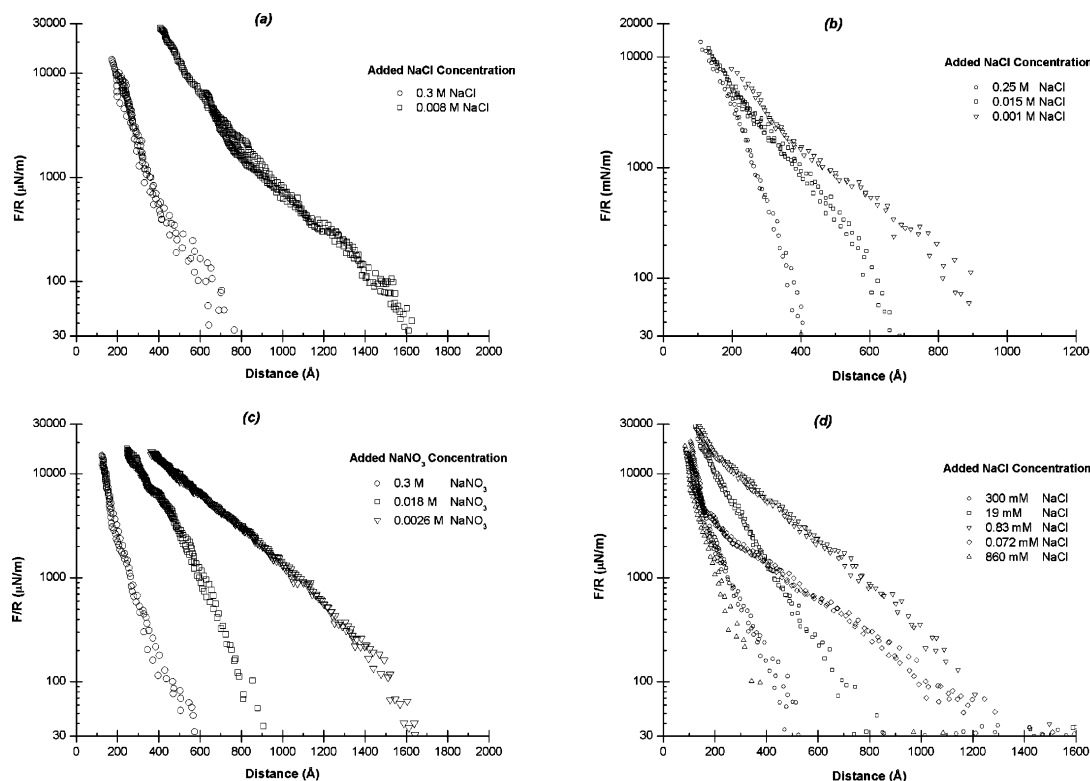 (a)
30000
10000
1000
100
30
F/R (µN/m)
0 200 400 600 800 1000 1200 1400 1600 1800 2000
Distance (Å)
Added NaCl Concentration
0.3 M NaCl
0.008 M NaCl
(b)
20000
10000
1000
100
30
F/R (mN/m)
0 200 400 600 800 1000 1200
Distance (Å)
Added NaCl Concentration
0.25 M NaCl
0.015 M NaCl
0.001 M NaCl
(c)
30000
10000
1000
100
30
F/R (µN/m)
0 200 400 600 800 1000 1200 1400 1600 1800 2000
Distance (Å)
Added NaNO₃ Concentration
0.3 M NaNO₃
0.018 M NaNO₃
0.0026 M NaNO₃
(d)
30000
10000
1000
100
30
F/R (µN/m)
0 200 400 600 800 1000 1200 1400 1600
Distance (Å)
Added NaCl Concentration
300 mM NaCl
19 mM NaCl
0.83 mM NaCl
0.072 mM NaCl
860 mM NaCl